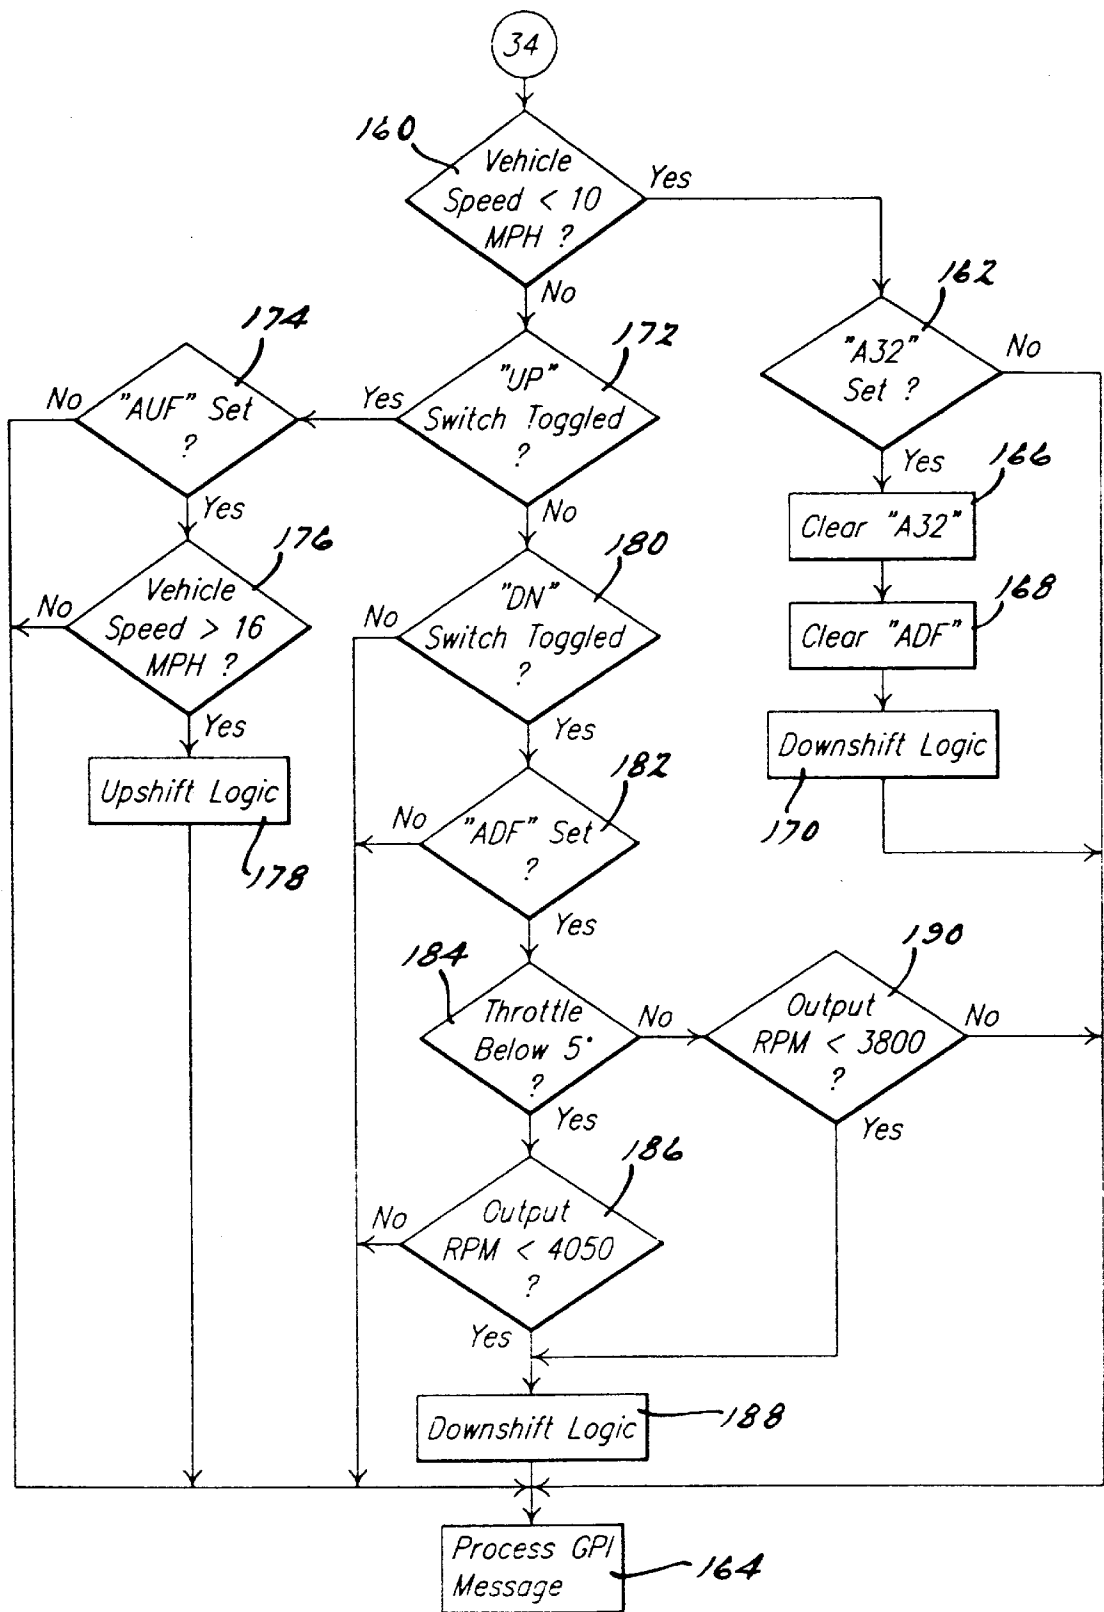 34
160
Vehicle
Speed < 10
MPH ?
Yes
No
162
"A32"
Set ?
No
Yes
174
"AUF" Set
?
No
Yes
172
"UP"
Switch Toggled
?
Yes
No
166
Clear "A32"
176
Vehicle
Speed > 16
MPH ?
No
Yes
180
"DN"
Switch Toggled
?
No
Yes
168
Clear "ADF"
Downshift Logic
170
Upshift Logic
178
182
"ADF" Set
?
No
Yes
184
Throttle
Below 5°
?
No
Yes
190
Output
RPM < 3800
?
No
Yes
186
Output
RPM < 4050
?
No
Yes
Downshift Logic
188
Process GPI
Message
164